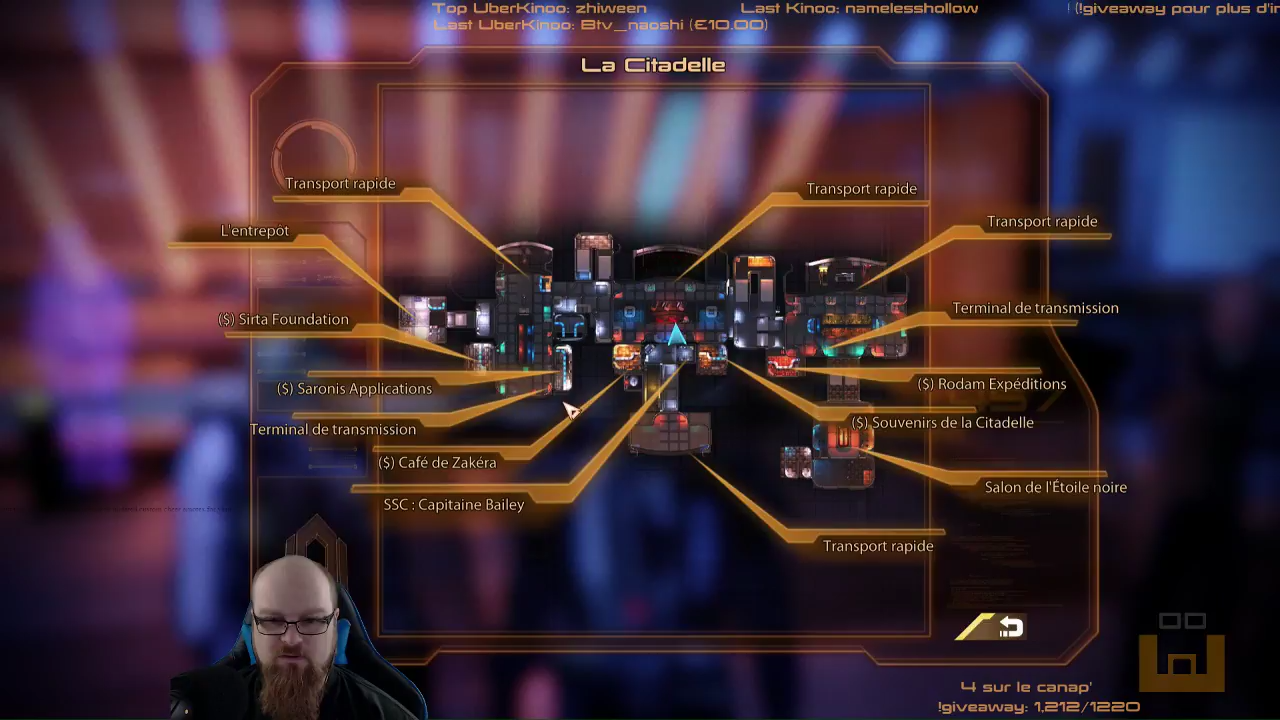 Top UberKinoo: zhiween
Last Kinoo: namelesshollow
! (!giveaway pour plus d'in
Last UberKinoo: Btv__naoshi (€10.00)
La Citadelle
Transport rapide
Transport rapide
Transport rapide
L'entrepôt
Terminal de transmission
($) Sirta Foundation
($) Saronis Applications
($) Rodam Expéditions
($) Souvenirs de la Citadelle
Terminal de transmission
($) Café de Zakéra
Salon de l'Étoile noire
SSC : Capitaine Bailey
Transport rapide
4 sur le canap'
!giveaway: 1,212/1220